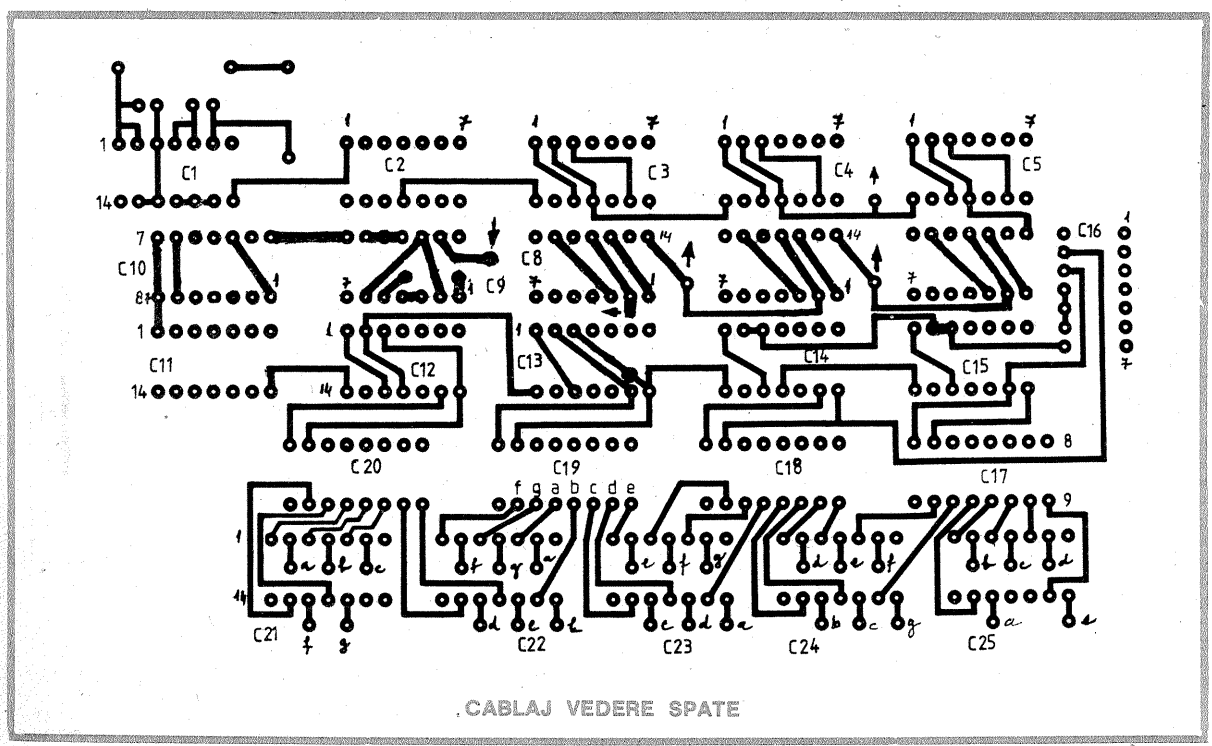 1 7 1 7 1 7 1 7
1 C1 C2 C3 C4 C5
14
7 14 14 C16 1
C10 C8
C9
8 1 1 7 1 7 1 7 1 7
1 1
C11 C12 C13 C14 C15 7
14 14
8
C20 C19 C18 C17
f g a b c d e 9
1
a b c f g a e f g d e f b c d
14
C21 f g C22 d e b C23 c d a C24 b c g C25 a e
CABLAJ VEDERE SPATE